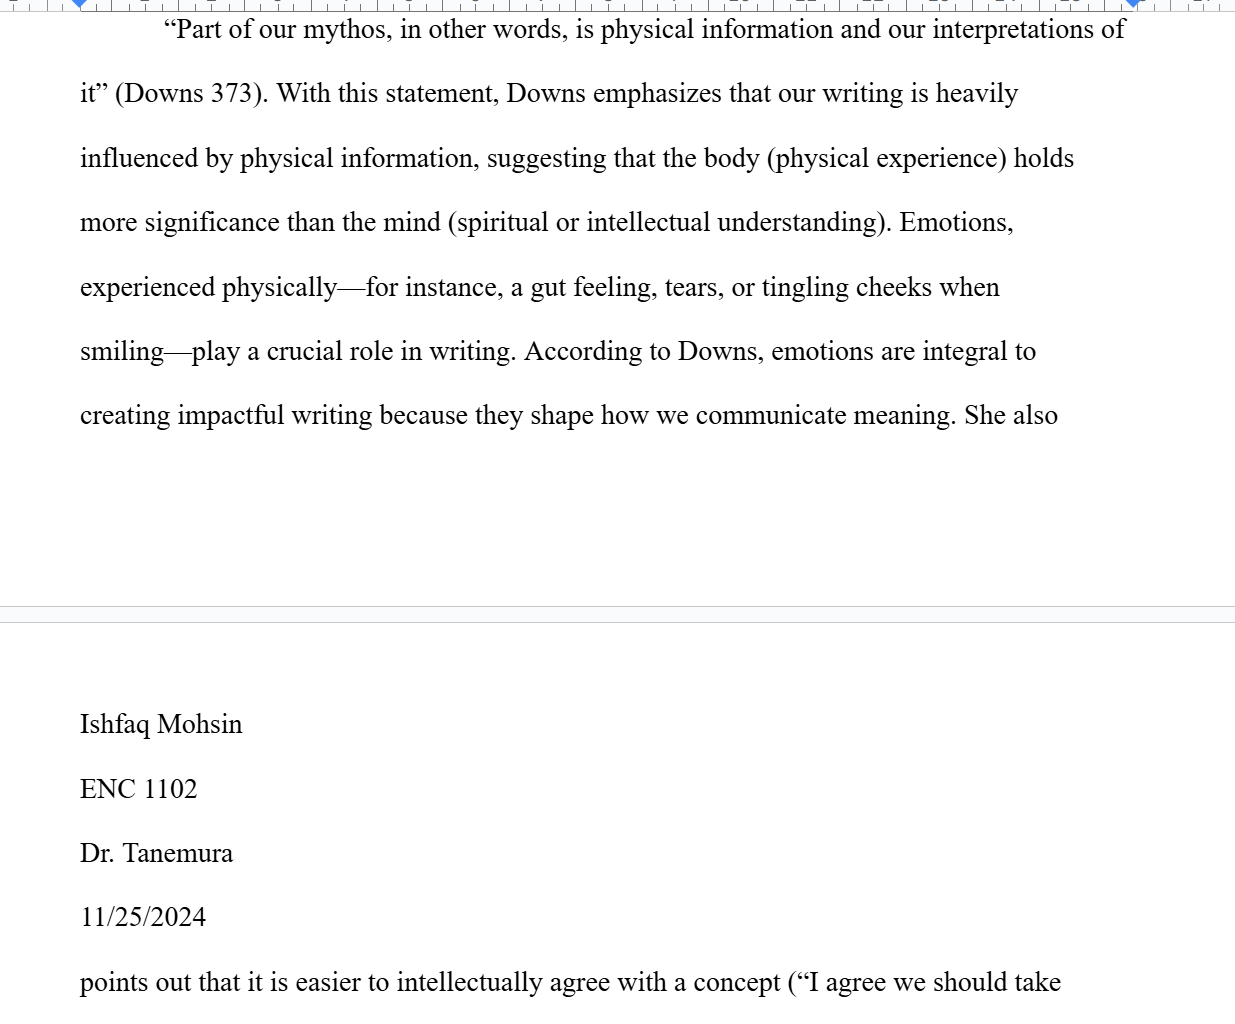 “Part of our mythos, in other words, is physical information and our interpretations of
it” (Downs 373). With this statement, Downs emphasizes that our writing is heavily
influenced by physical information, suggesting that the body (physical experience) holds
more significance than the mind (spiritual or intellectual understanding). Emotions,
experienced physically—for instance, a gut feeling, tears, or tingling cheeks when
smiling—play a crucial role in writing. According to Downs, emotions are integral to
creating impactful writing because they shape how we communicate meaning. She also
Ishfaq Mohsin
ENC 1102
Dr. Tanemura
11/25/2024
points out that it is easier to intellectually agree with a concept (“I agree we should take